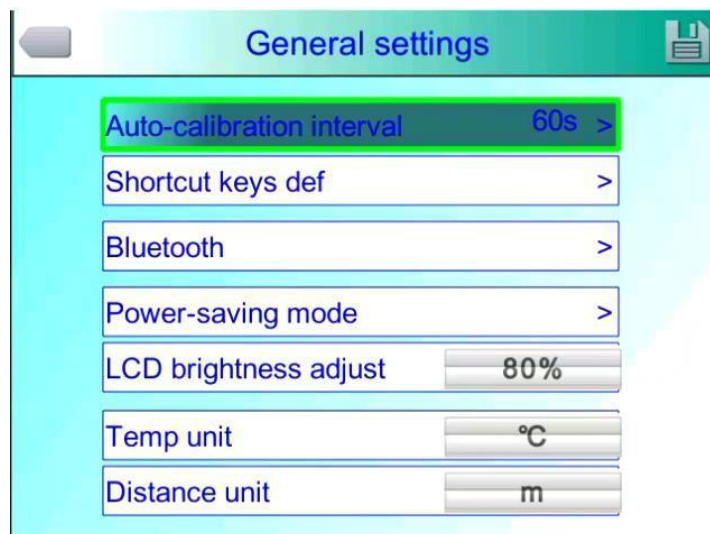 General settings
Auto-calibration interval 60s >
Shortcut keys def >
Bluetooth >
Power-saving mode >
LCD brightness adjust 80%
Temp unit °C
Distance unit m